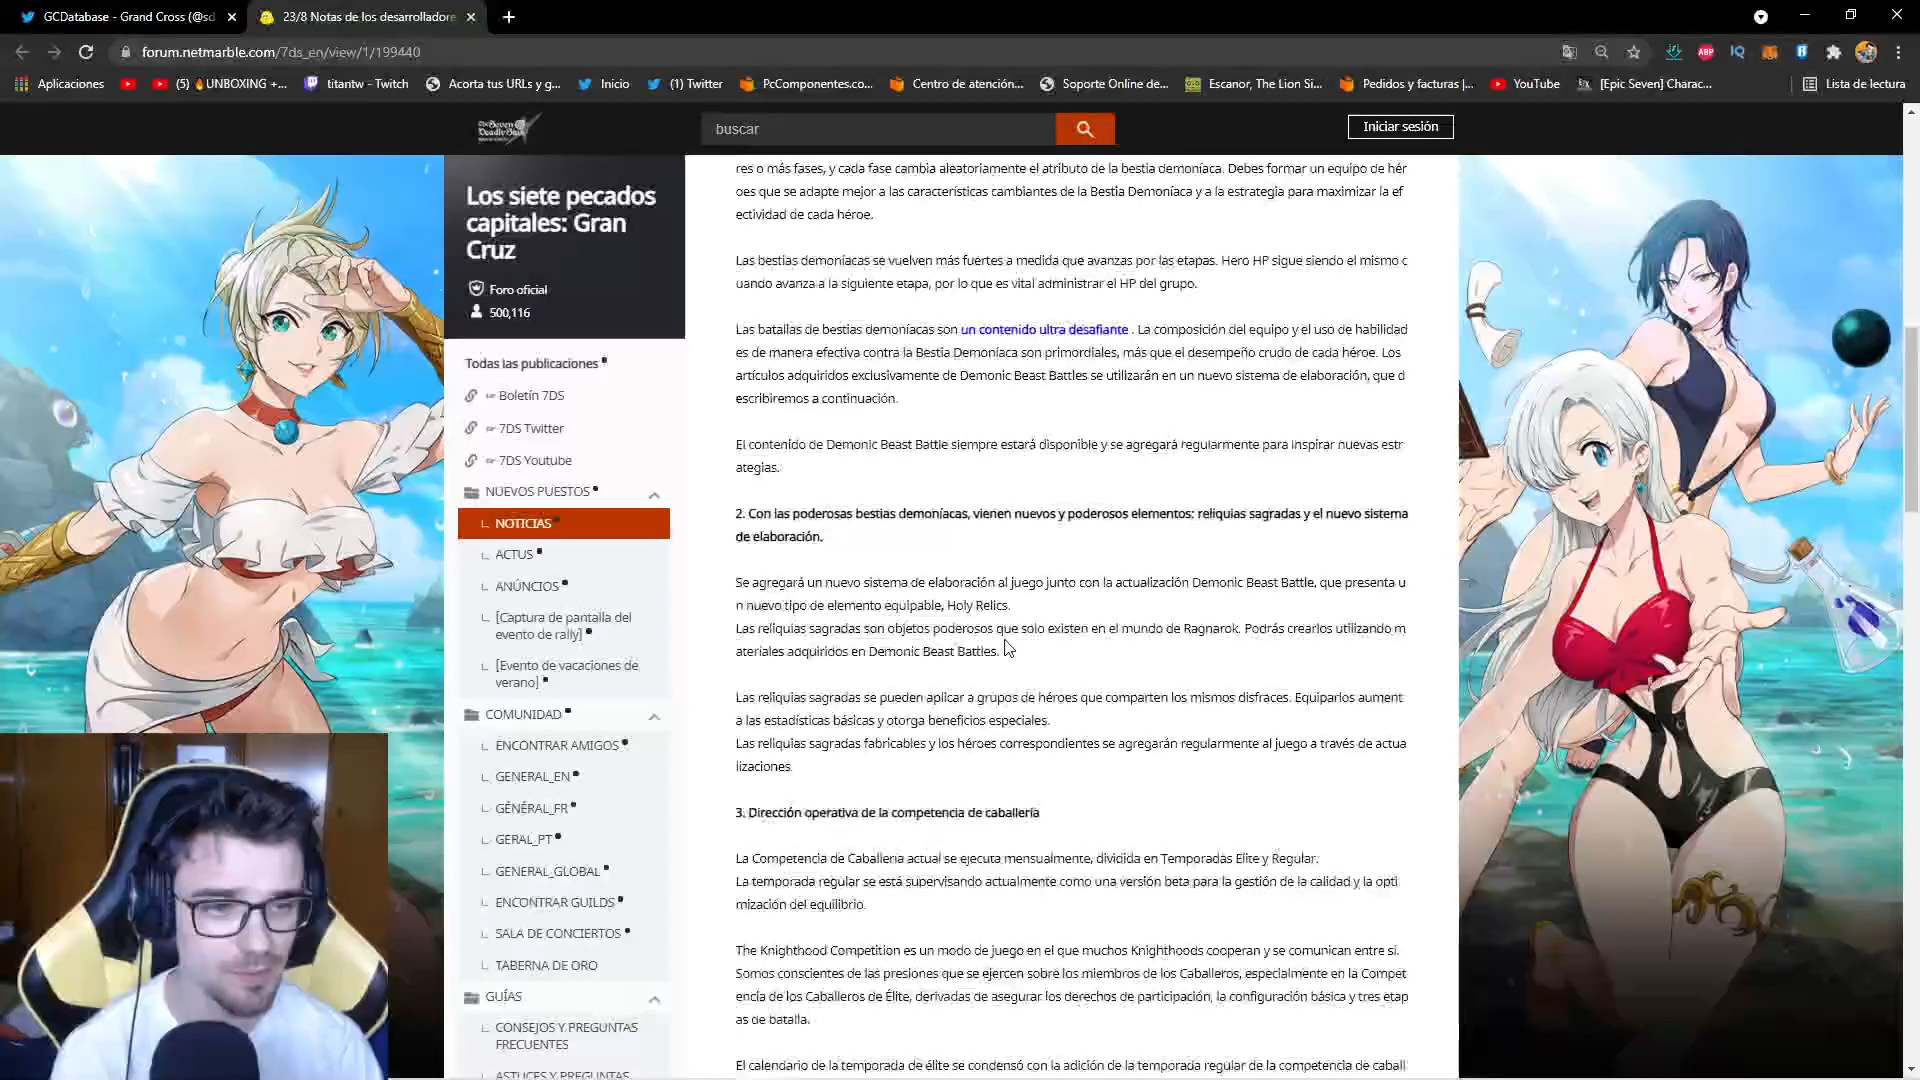 GCDatabase - Grand Cross (@sd
23/8 Notas de los desarrolladore
forum.netmarble.com/7ds_en/view/1/199440
Aplicaciones
(5) 🔥UNBOXING +...
titantw - Twitch
Acorta tus URLs y g...
Inicio
(1) Twitter
PcComponentes.co...
Centro de atención...
Soporte Online de...
Escanor, The Lion Si...
Pedidos y facturas |...
YouTube
[Epic Seven] Charac...
Lista de lectura
The Seven Deadly Sins
buscar
Iniciar sesión
Los siete pecados
capitales: Gran
Cruz
Foro oficial
500,116
Todas las publicaciones
Boletín 7DS
7DS Twitter
7DS Youtube
NUEVOS PUESTOS
NOTICIAS
ACTUS
ANÚNCIOS
[Captura de pantalla del
evento de rally]
[Evento de vacaciones de
verano]
COMUNIDAD
ENCONTRAR AMIGOS
GENERAL_EN
GÉNÉRAL_FR
GERAL_PT
GENERAL_GLOBAL
ENCONTRAR GUILDS
SALA DE CONCIERTOS
TABERNA DE ORO
GUÍAS
CONSEJOS Y PREGUNTAS
FRECUENTES
ASTUCES Y PREGUNTAS
res o más fases, y cada fase cambia aleatoriamente el atributo de la bestia demoníaca. Debes formar un equipo de hér
oes que se adapte mejor a las características cambiantes de la Bestia Demoníaca y a la estrategia para maximizar la ef
ectividad de cada héroe.
Las bestias demoníacas se vuelven más fuertes a medida que avanzas por las etapas. Hero HP sigue siendo el mismo c
uando avanza a la siguiente etapa, por lo que es vital administrar el HP del grupo.
Las batallas de bestias demoníacas son un contenido ultra desafiante . La composición del equipo y el uso de habilidad
es de manera efectiva contra la Bestia Demoníaca son primordiales, más que el desempeño crudo de cada héroe. Los
artículos adquiridos exclusivamente de Demonic Beast Battles se utilizarán en un nuevo sistema de elaboración, que d
escribiremos a continuación.
El contenido de Demonic Beast Battle siempre estará disponible y se agregará regularmente para inspirar nuevas estr
ategias.
2. Con las poderosas bestias demoníacas, vienen nuevos y poderosos elementos: reliquias sagradas y el nuevo sistema
de elaboración.
Se agregará un nuevo sistema de elaboración al juego junto con la actualización Demonic Beast Battle, que presenta u
n nuevo tipo de elemento equipable, Holy Relics.
Las reliquias sagradas son objetos poderosos que solo existen en el mundo de Ragnarok. Podrás crearlos utilizando m
ateriales adquiridos en Demonic Beast Battles.
Las reliquias sagradas se pueden aplicar a grupos de héroes que comparten los mismos disfraces. Equiparlos aument
a las estadísticas básicas y otorga beneficios especiales.
Las reliquias sagradas fabricables y los héroes correspondientes se agregarán regularmente al juego a través de actua
lizaciones.
3. Dirección operativa de la competencia de caballería
La Competencia de Caballería actual se ejecuta mensualmente, dividida en Temporadas Elite y Regular.
La temporada regular se está supervisando actualmente como una versión beta para la gestión de la calidad y la opti
mización del equilibrio.
The Knighthood Competition es un modo de juego en el que muchos Knighthoods cooperan y se comunican entre sí.
Somos conscientes de las presiones que se ejercen sobre los miembros de los Caballeros, especialmente en la Compet
encia de los Caballeros de Élite, derivadas de asegurar los derechos de participación, la configuración básica y tres etap
as de batalla.
El calendario de la temporada de élite se condensó con la adición de la temporada regular de la competencia de caball